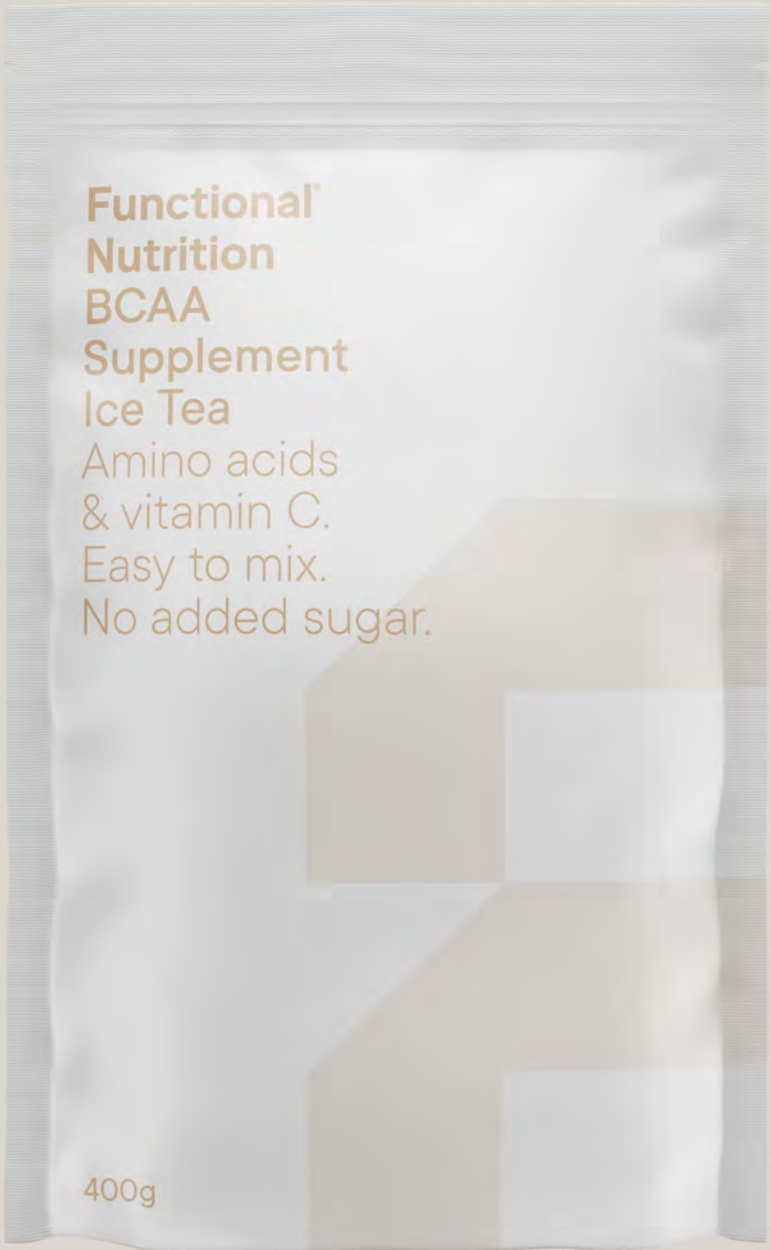 Functional®
Nutrition
BCAA
Supplement
Ice Tea
Amino acids
& vitamin C.
Easy to mix.
No added sugar.
400g